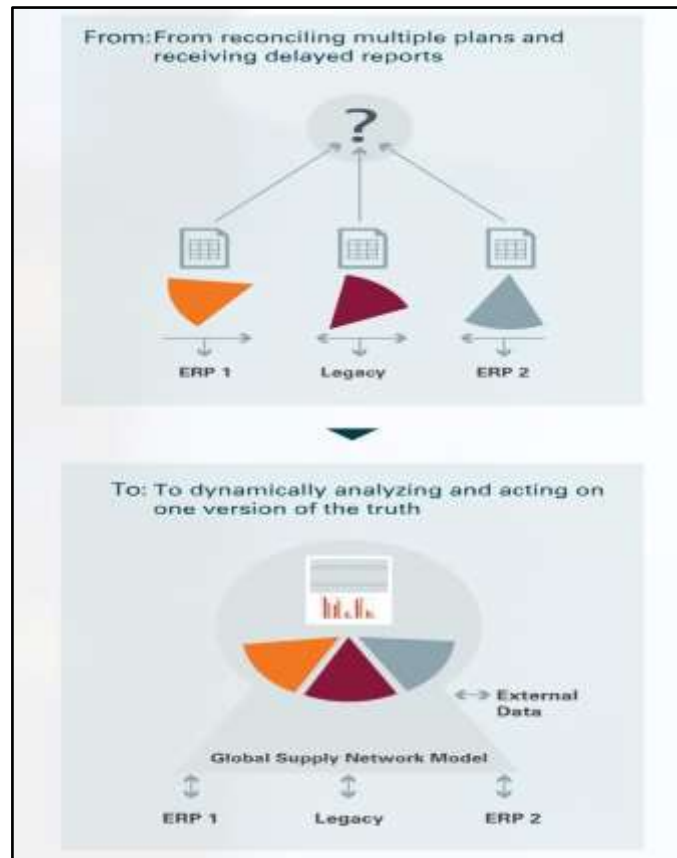 From: From reconciling multiple plans and
receiving delayed reports
?
ERP 1 Legacy ERP 2
To: To dynamically analyzing and acting on
one version of the truth
External
Data
Global Supply Network Model
ERP 1 Legacy ERP 2